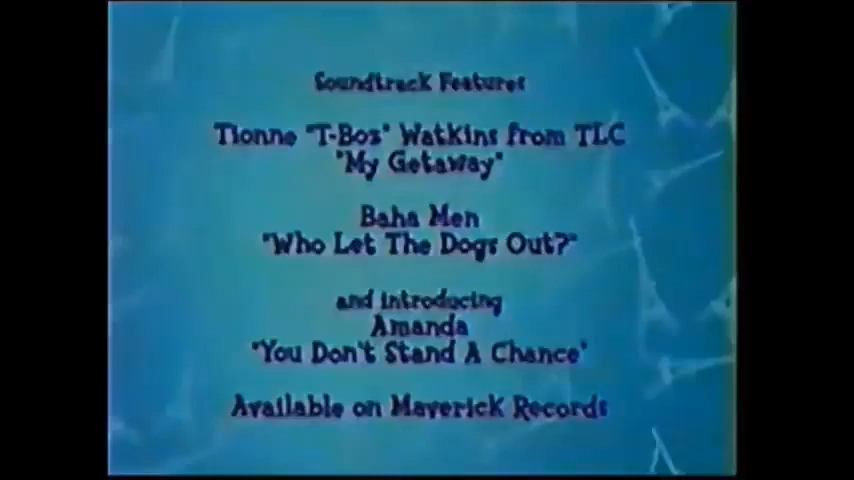 Soundtrack Features
Tionne "T-Boz" Watkins from TLC
"My Getaway"
Baha Men
"Who Let The Dogs Out?"
and introducing
Amanda
"You Don't Stand A Chance"
Available on Maverick Records